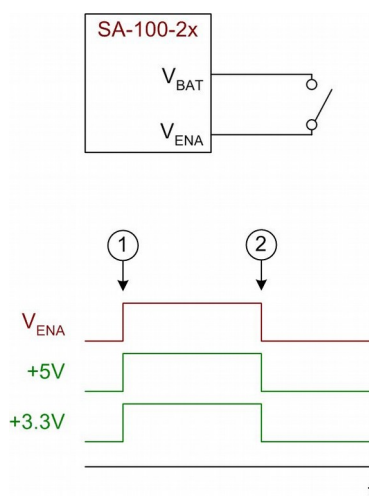 SA-100-2x
VBAT
VENA
1 2
VENA
+5V
+3.3V